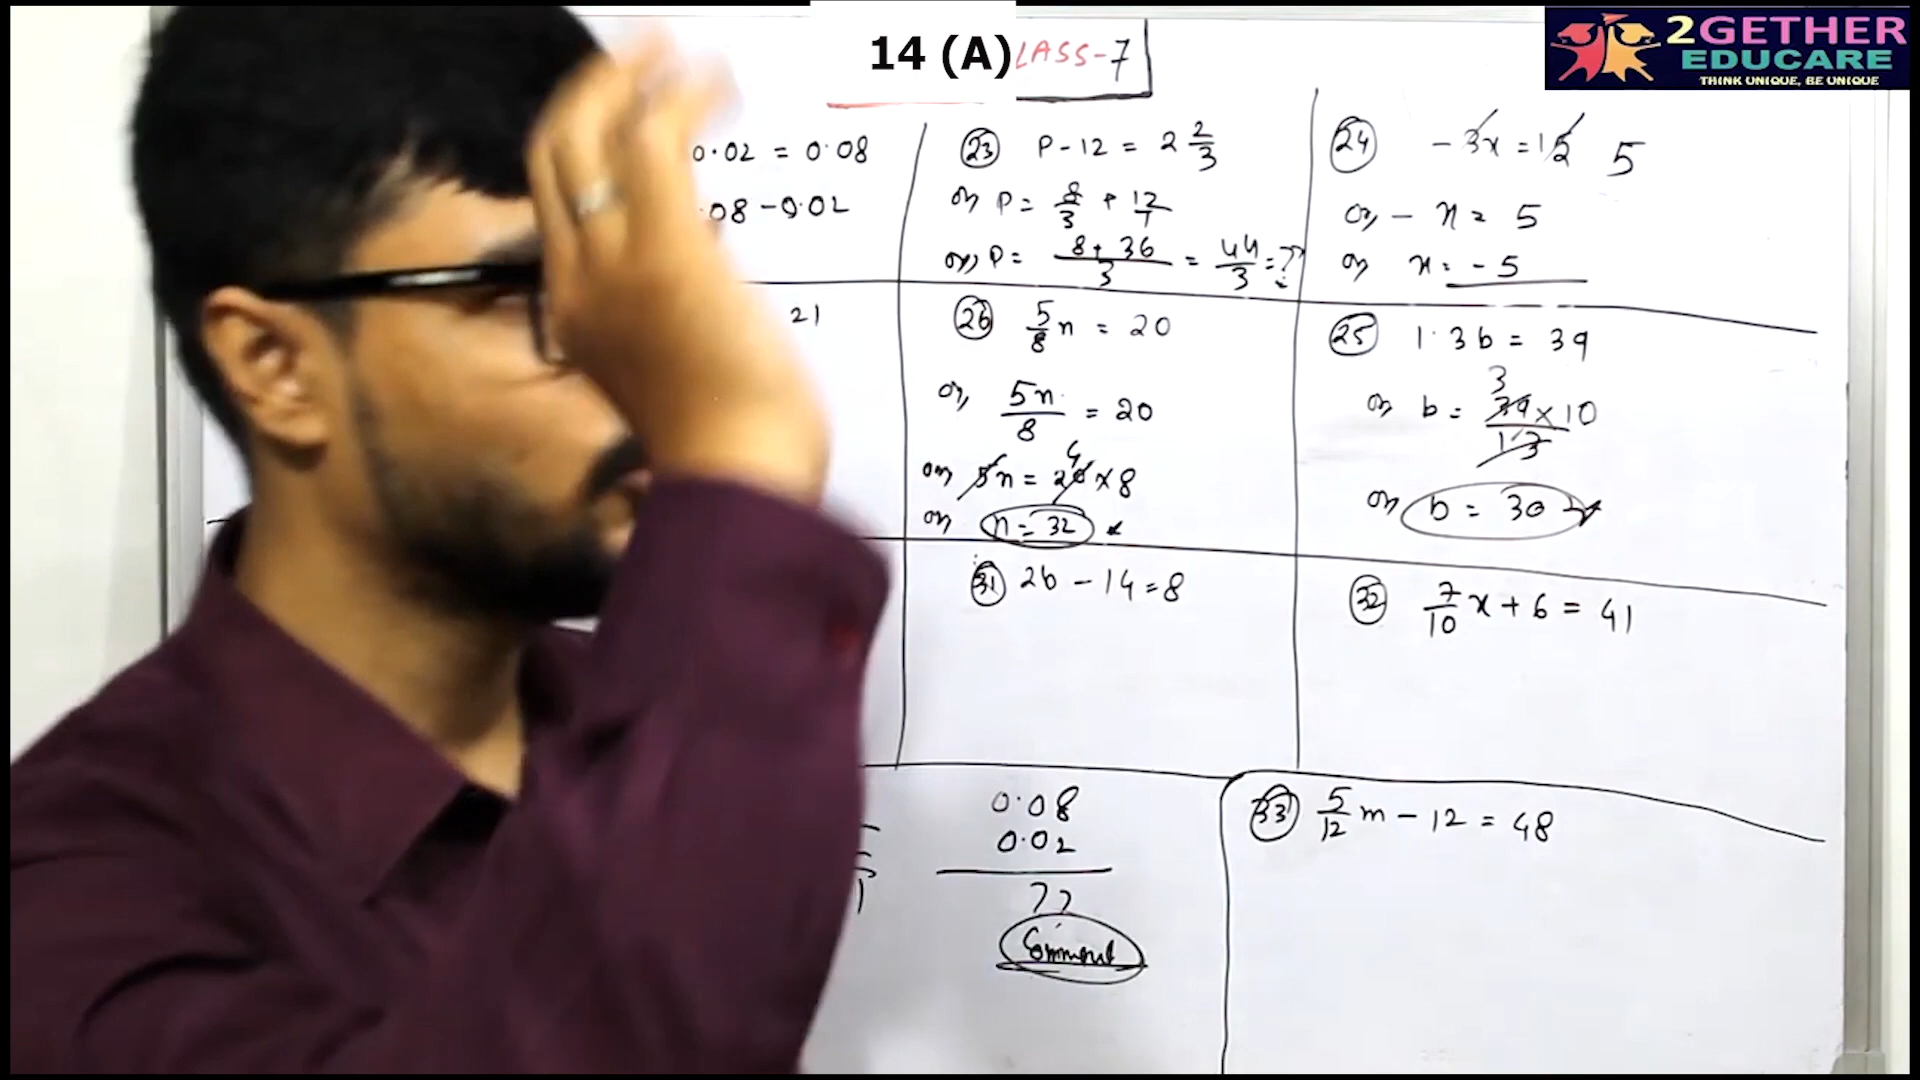 14 (A)
LASS-7
2GETHER
EDUCARE
THINK UNIQUE, BE UNIQUE
0.02 = 0.08
.08 - 0.02
21
23 P - 12 = 2 2/3
or P = 8/3 + 12/1
or, P = 8 + 36/3 = 44/3 = ??
24 - 3x = 15 5
or, - x = 5
or x = - 5
26 5/8 n = 20
or, 5n/8 = 20
4
or 5n = 20 x 8
or n = 32
25 1.3b = 39
3
or b = 39 x 10/13
or b = 30
31 2b - 14 = 8
32 7/10 x + 6 = 41
0.08
0.02
??
Comment
33 5/12 m - 12 = 48